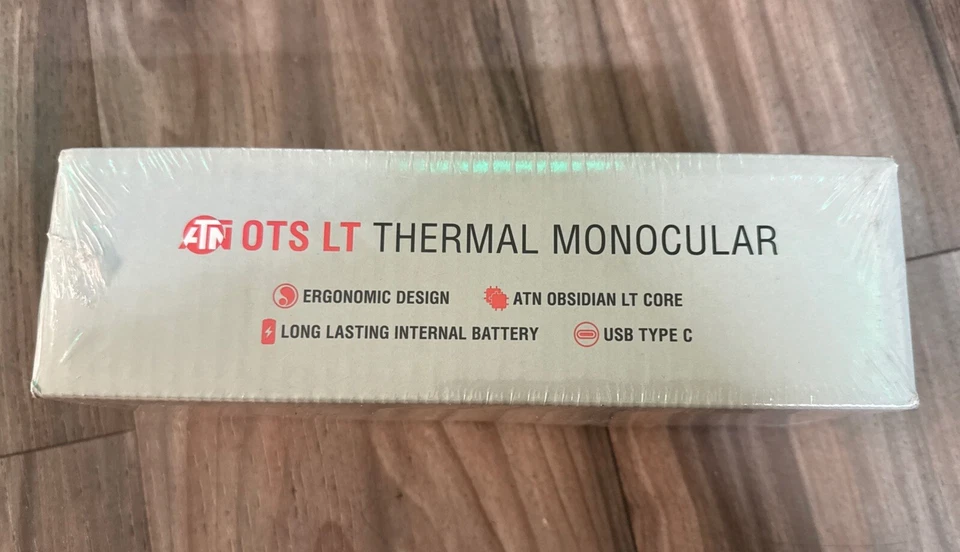 ATN OTS LT THERMAL MONOCULAR
ERGONOMIC DESIGN ATN OBSIDIAN LT CORE
LONG LASTING INTERNAL BATTERY USB TYPE C